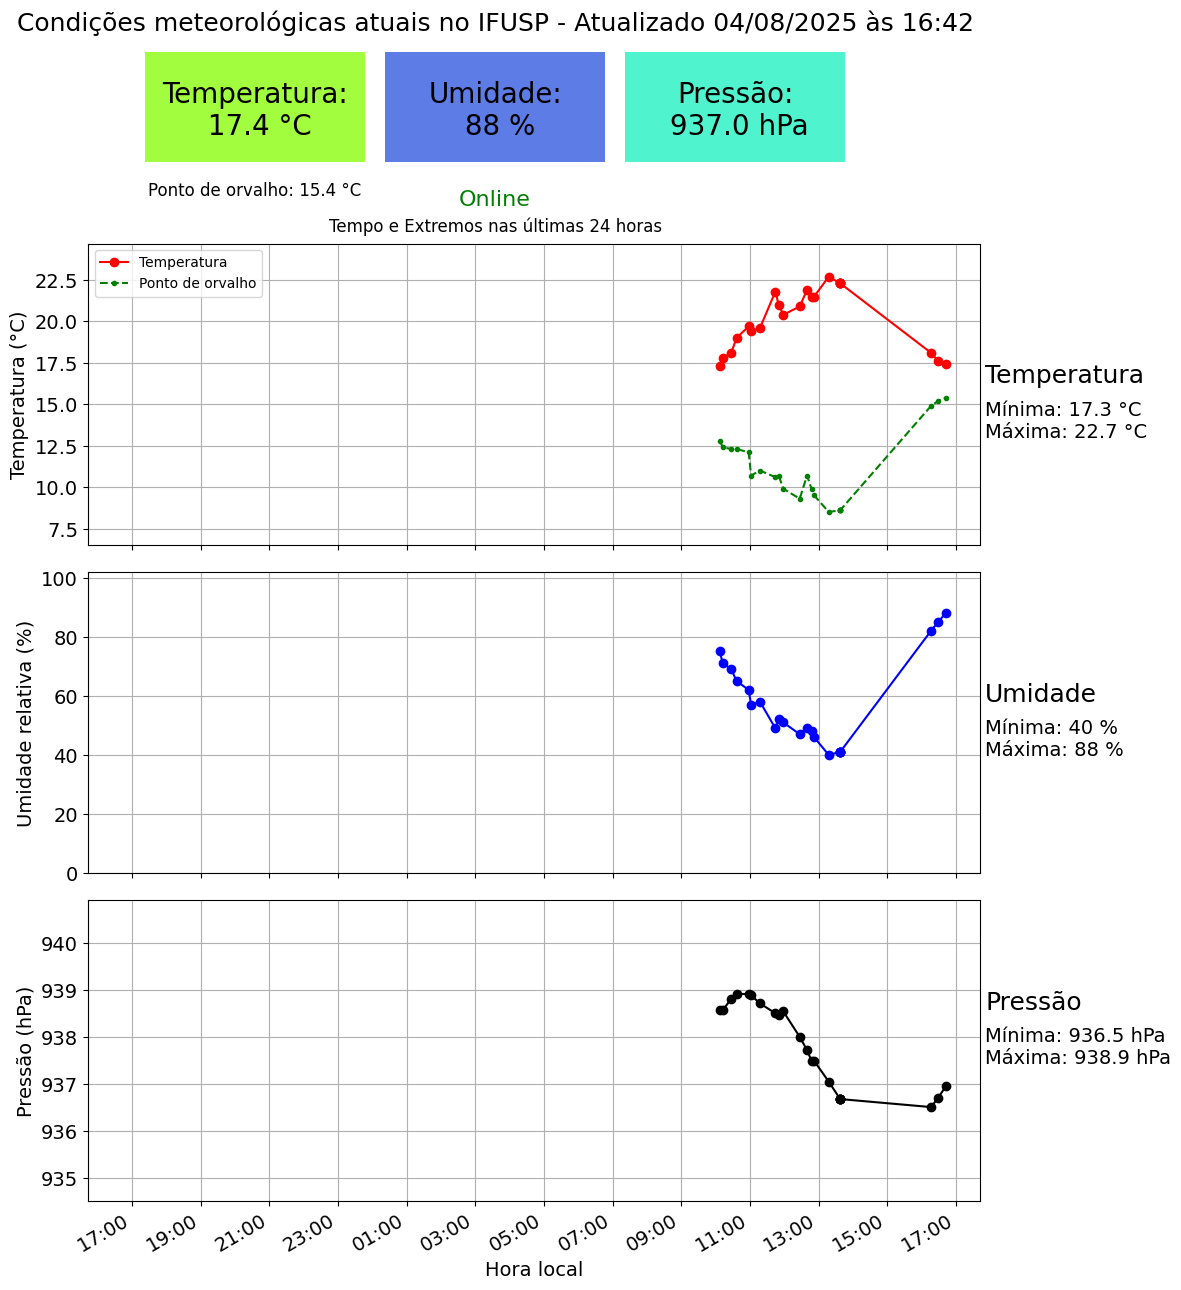 Condições meteorológicas atuais no IFUSP - Atualizado 04/08/2025 às 16:42
Temperatura:
17.4 °C
Umidade:
88 %
Pressão:
937.0 hPa
Ponto de orvalho: 15.4 °C
Online
Tempo e Extremos nas últimas 24 horas
Temperatura (°C)
22.5
20.0
17.5
15.0
12.5
10.0
7.5
Temperatura
Ponto de orvalho
Temperatura
Mínima: 17.3 °C
Máxima: 22.7 °C
Umidade relativa (%)
100
80
60
40
20
0
Umidade
Mínima: 40 %
Máxima: 88 %
Pressão (hPa)
940
939
938
937
936
935
Pressão
Mínima: 936.5 hPa
Máxima: 938.9 hPa
17:00
19:00
21:00
23:00
01:00
03:00
05:00
07:00
09:00
11:00
13:00
15:00
17:00
Hora local